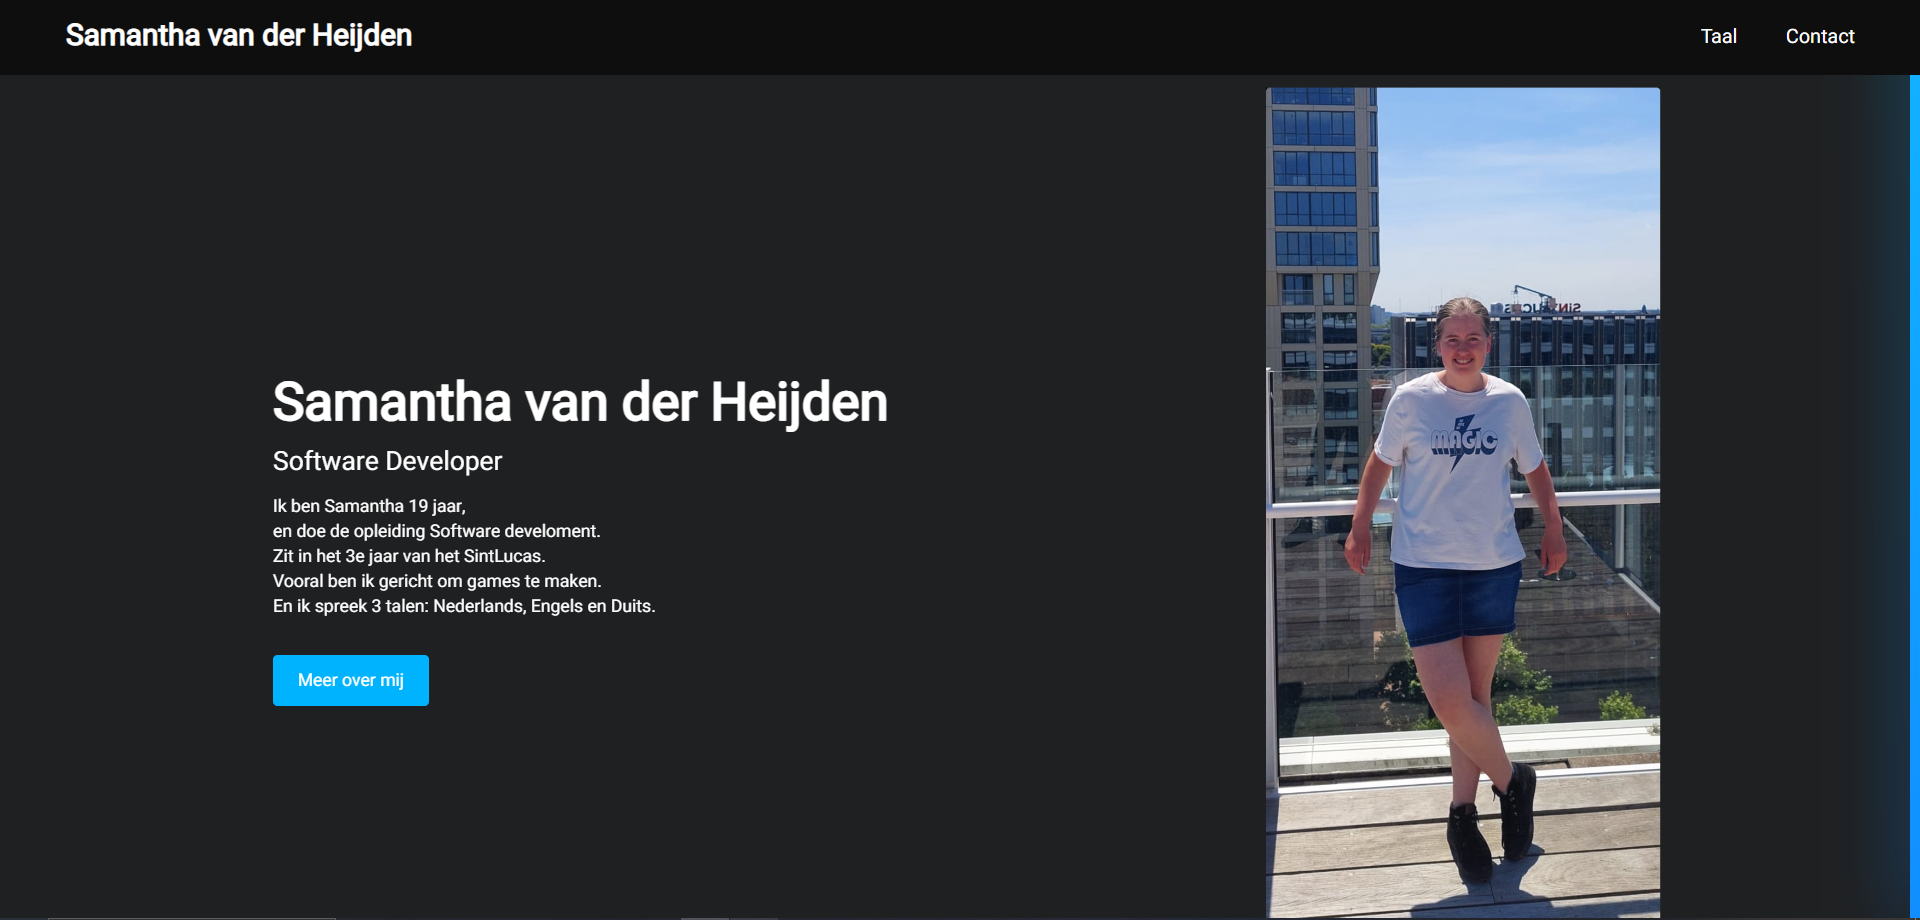 Samantha van der Heijden
Taal
Contact
Samantha van der Heijden
Software Developer
Ik ben Samantha 19 jaar,
en doe de opleiding Software develoment.
Zit in het 3e jaar van het SintLucas.
Vooral ben ik gericht om games te maken.
En ik spreek 3 talen: Nederlands, Engels en Duits.
Meer over mij
MAGIC